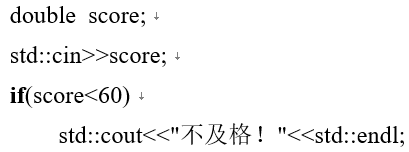 double  score;↓
std::cin>>score;↓
if(score<60)↓
std::cout<<"不及格！"<<std::endl;